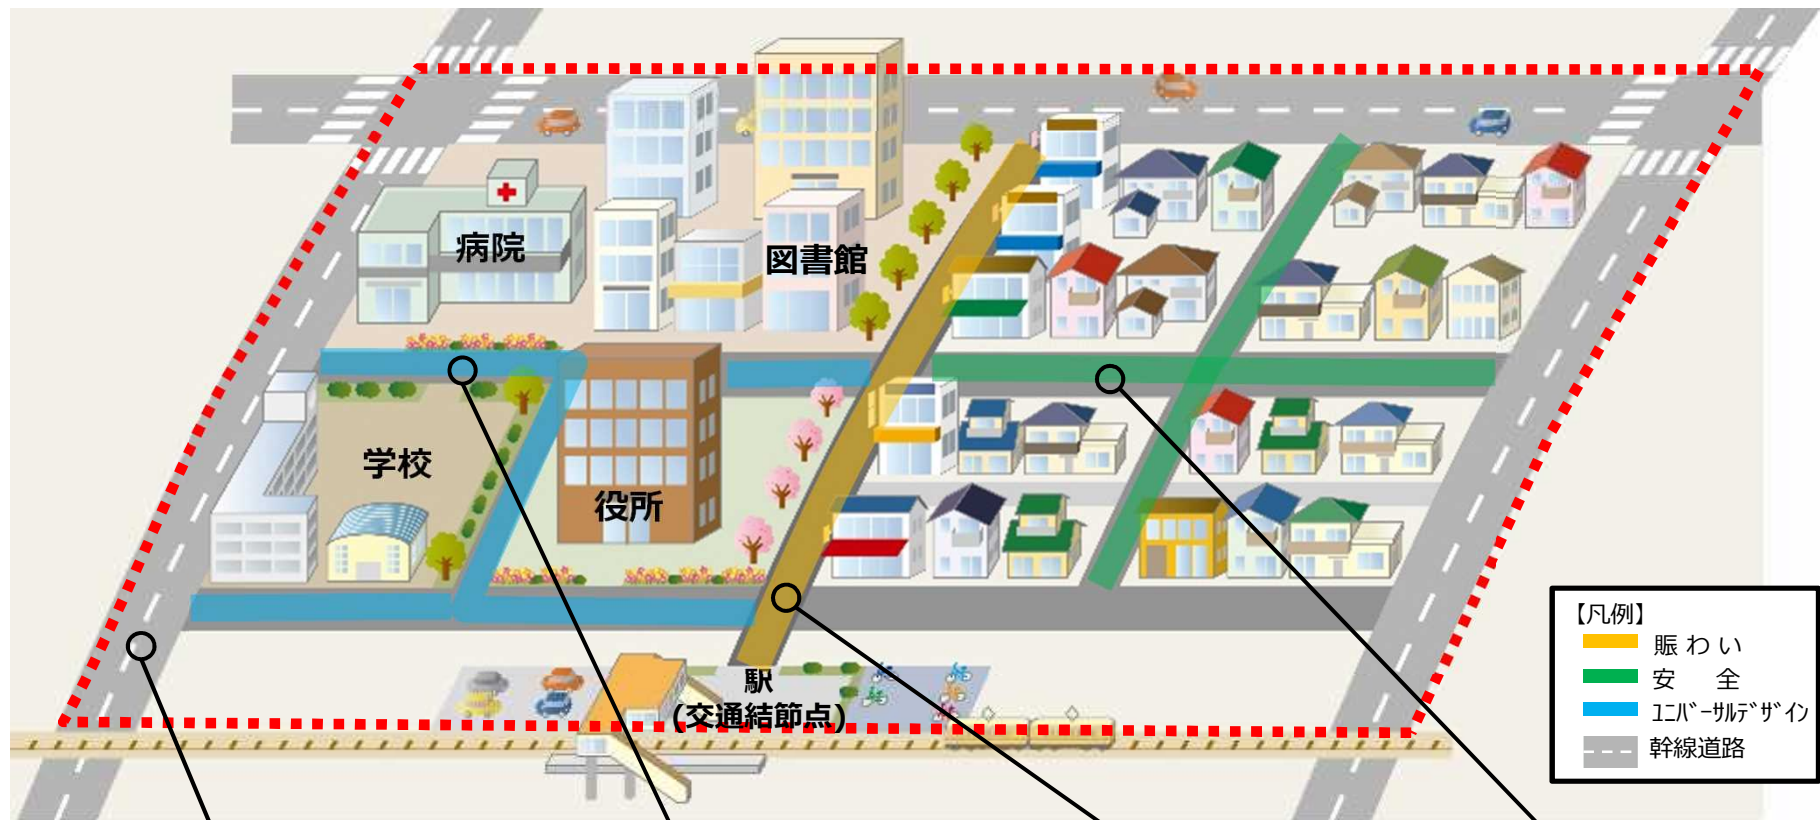 病院
図書館
学校
役所
駅
(交通結節点)
【凡例】
賑わい
安　全
ﾕﾆﾊﾞｰｻﾙﾃﾞｻﾞｲﾝ
幹線道路